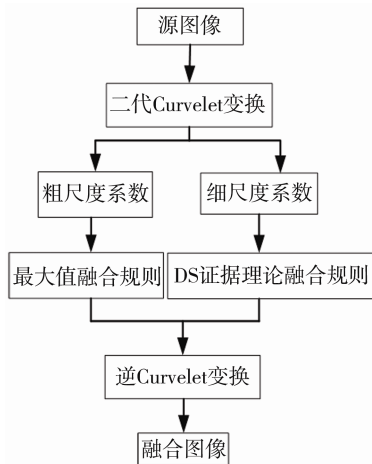 源图像
二代Curvelet变换
粗尺度系数
细尺度系数
最大值融合规则
DS证据理论融合规则
逆Curvelet变换
融合图像